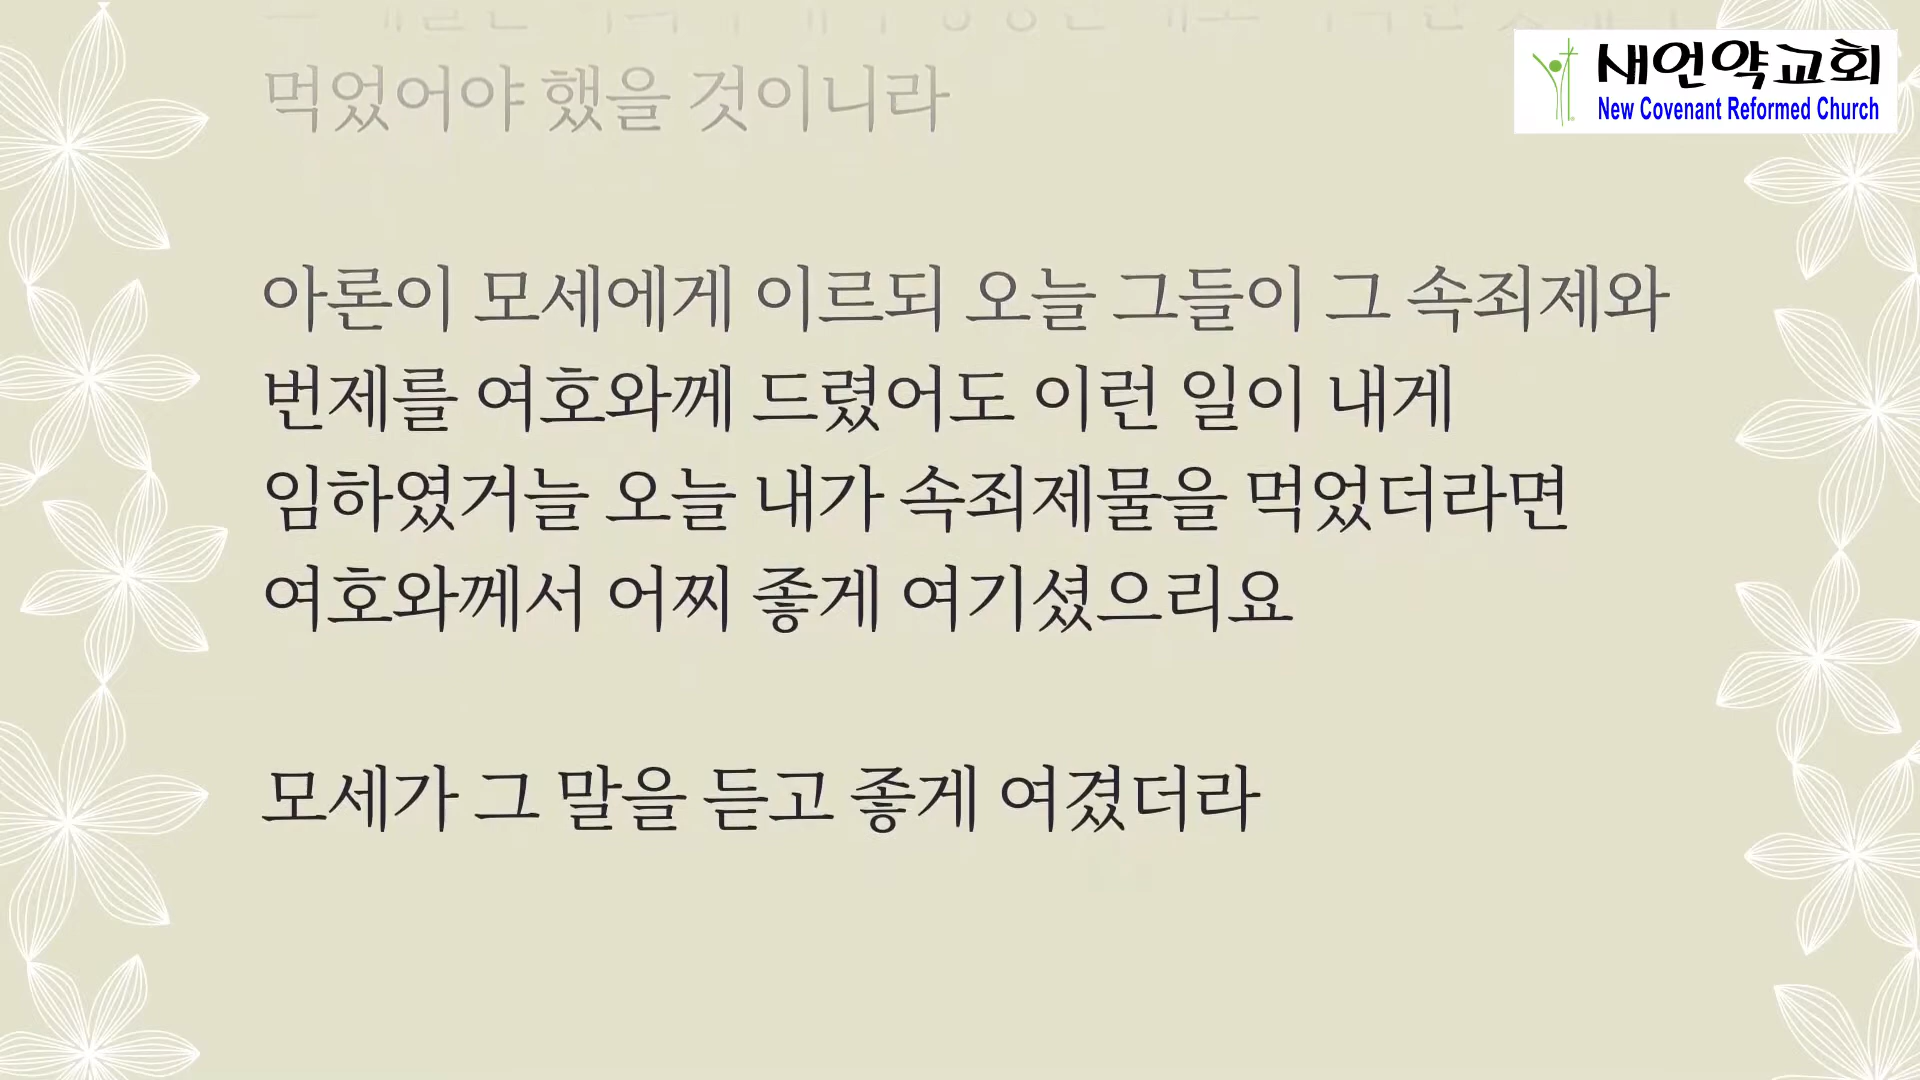 먹었어야 했을 것이니라
새언약교회
New Covenant Reformed Church
아론이 모세에게 이르되 오늘 그들이 그 속죄제와
번제를 여호와께 드렸어도 이런 일이 내게
임하였거늘 오늘 내가 속죄제물을 먹었더라면
여호와께서 어찌 좋게 여기셨으리요
모세가 그 말을 듣고 좋게 여겼더라